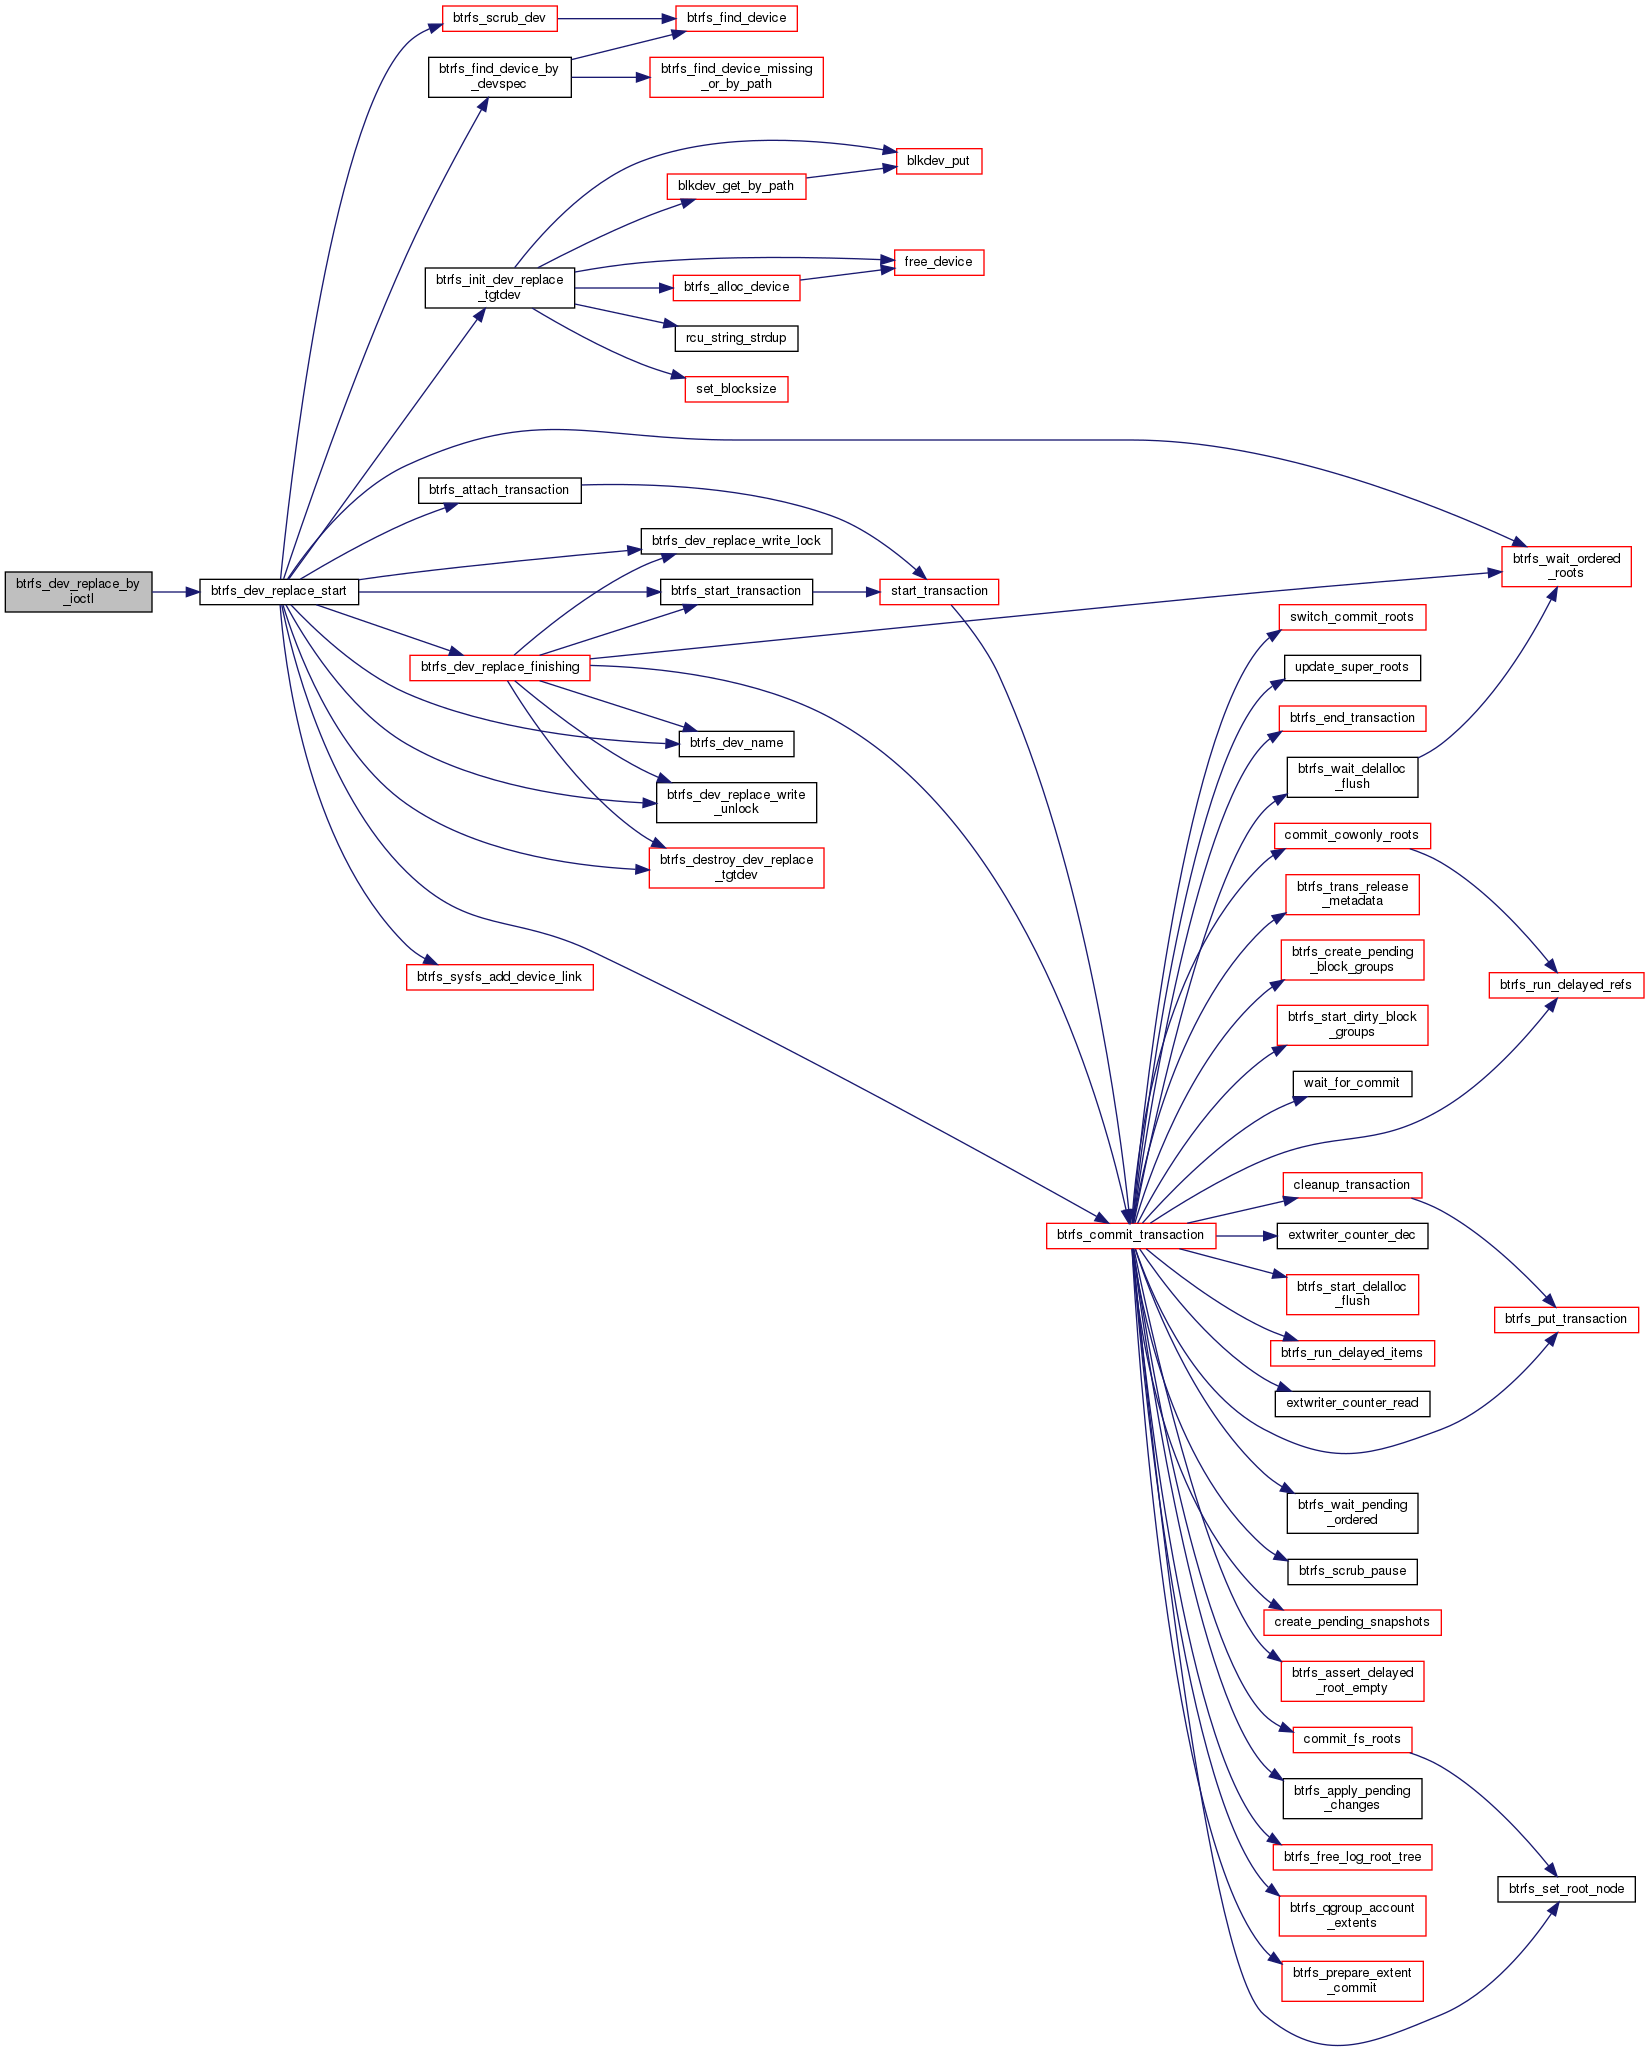 btrfs_scrub_dev
btrfs_find_device
btrfs_find_device_by
_devspec
btrfs_find_device_missing
_or_by_path
blkdev_put
blkdev_get_by_path
free_device
btrfs_init_dev_replace
_tgtdev
btrfs_alloc_device
rcu_string_strdup
set_blocksize
btrfs_attach_transaction
btrfs_dev_replace_write_lock
btrfs_wait_ordered
_roots
btrfs_dev_replace_by
_ioctl
btrfs_dev_replace_start
btrfs_start_transaction
start_transaction
switch_commit_roots
btrfs_dev_replace_finishing
update_super_roots
btrfs_end_transaction
btrfs_dev_name
btrfs_wait_delalloc
_flush
btrfs_dev_replace_write
_unlock
commit_cowonly_roots
btrfs_destroy_dev_replace
_tgtdev
btrfs_trans_release
_metadata
btrfs_create_pending
_block_groups
btrfs_sysfs_add_device_link
btrfs_run_delayed_refs
btrfs_start_dirty_block
_groups
wait_for_commit
cleanup_transaction
btrfs_commit_transaction
extwriter_counter_dec
btrfs_start_delalloc
_flush
btrfs_put_transaction
btrfs_run_delayed_items
extwriter_counter_read
btrfs_wait_pending
_ordered
btrfs_scrub_pause
create_pending_snapshots
btrfs_assert_delayed
_root_empty
commit_fs_roots
btrfs_apply_pending
_changes
btrfs_free_log_root_tree
btrfs_set_root_node
btrfs_qgroup_account
_extents
btrfs_prepare_extent
_commit